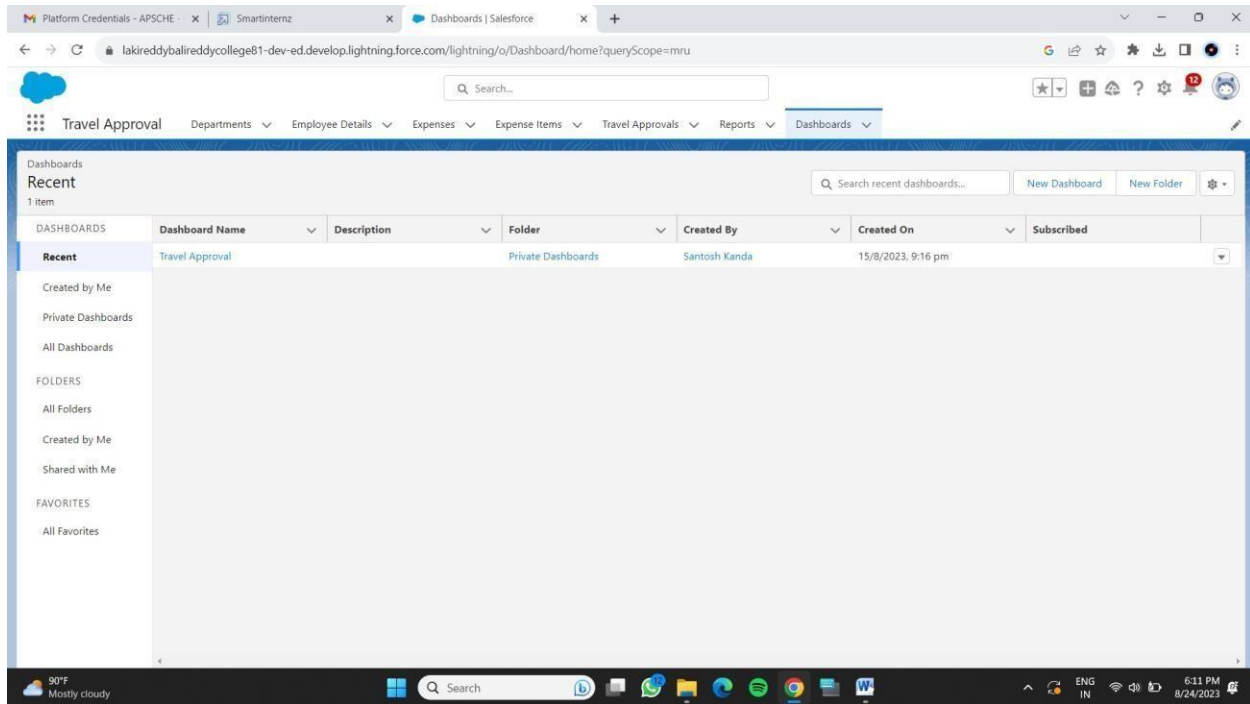 Platform Credentials - APSCHE - Smartinternz Dashboards | Salesforce
lakireddybalireddycollege81-dev-ed.develop.lightning.force.com/lightning/o/Dashboard/home?queryScope=mru
Search... 12
Travel Approval Departments Employee Details Expenses Expense Items Travel Approvals Reports Dashboards
Dashboards
Recent
1 item
Search recent dashboards... New Dashboard New Folder
DASHBOARDS Dashboard Name Description Folder Created By Created On Subscribed
Recent Travel Approval Private Dashboards Santosh Kanda 15/8/2023, 9:16 pm
Created by Me
Private Dashboards
All Dashboards
FOLDERS
All Folders
Created by Me
Shared with Me
FAVORITES
All Favorites
90°F
Mostly cloudy
Search
ENG
IN
6:11 PM
8/24/2023